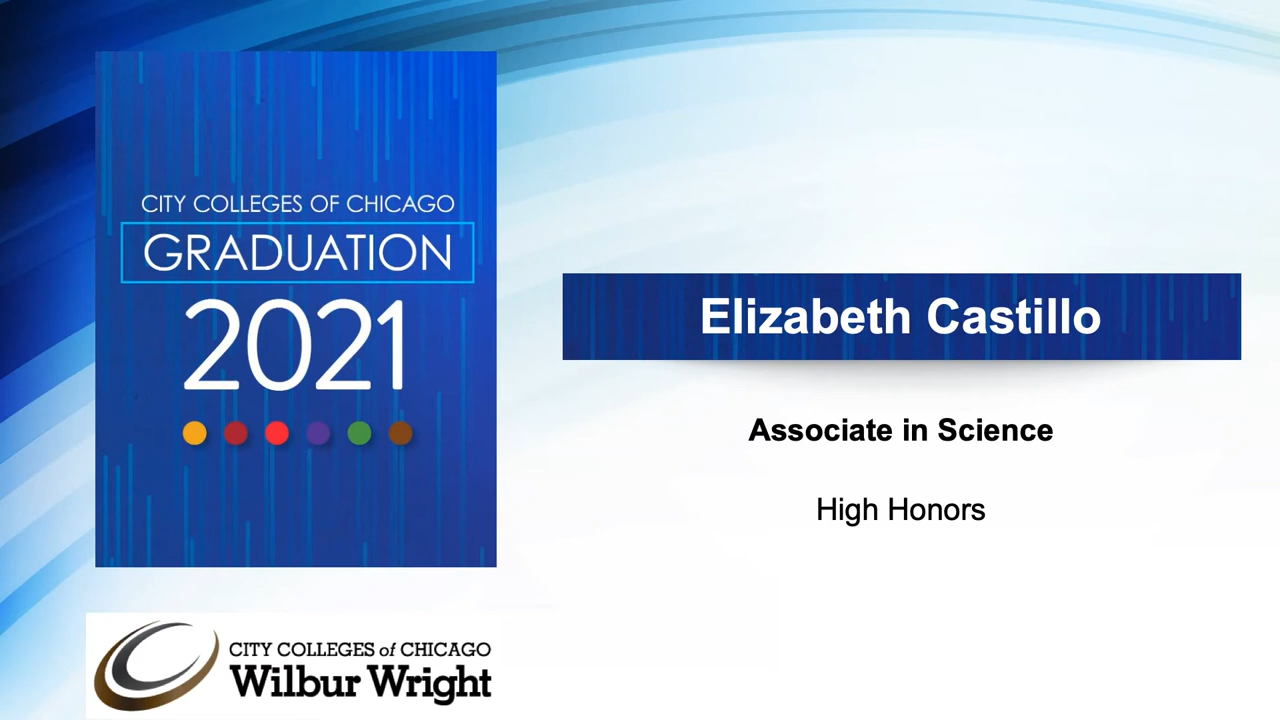 CITY COLLEGES OF CHICAGO
GRADUATION
2021
Elizabeth Castillo
Associate in Science
High Honors
CITY COLLEGES of CHICAGO
Wilbur Wright